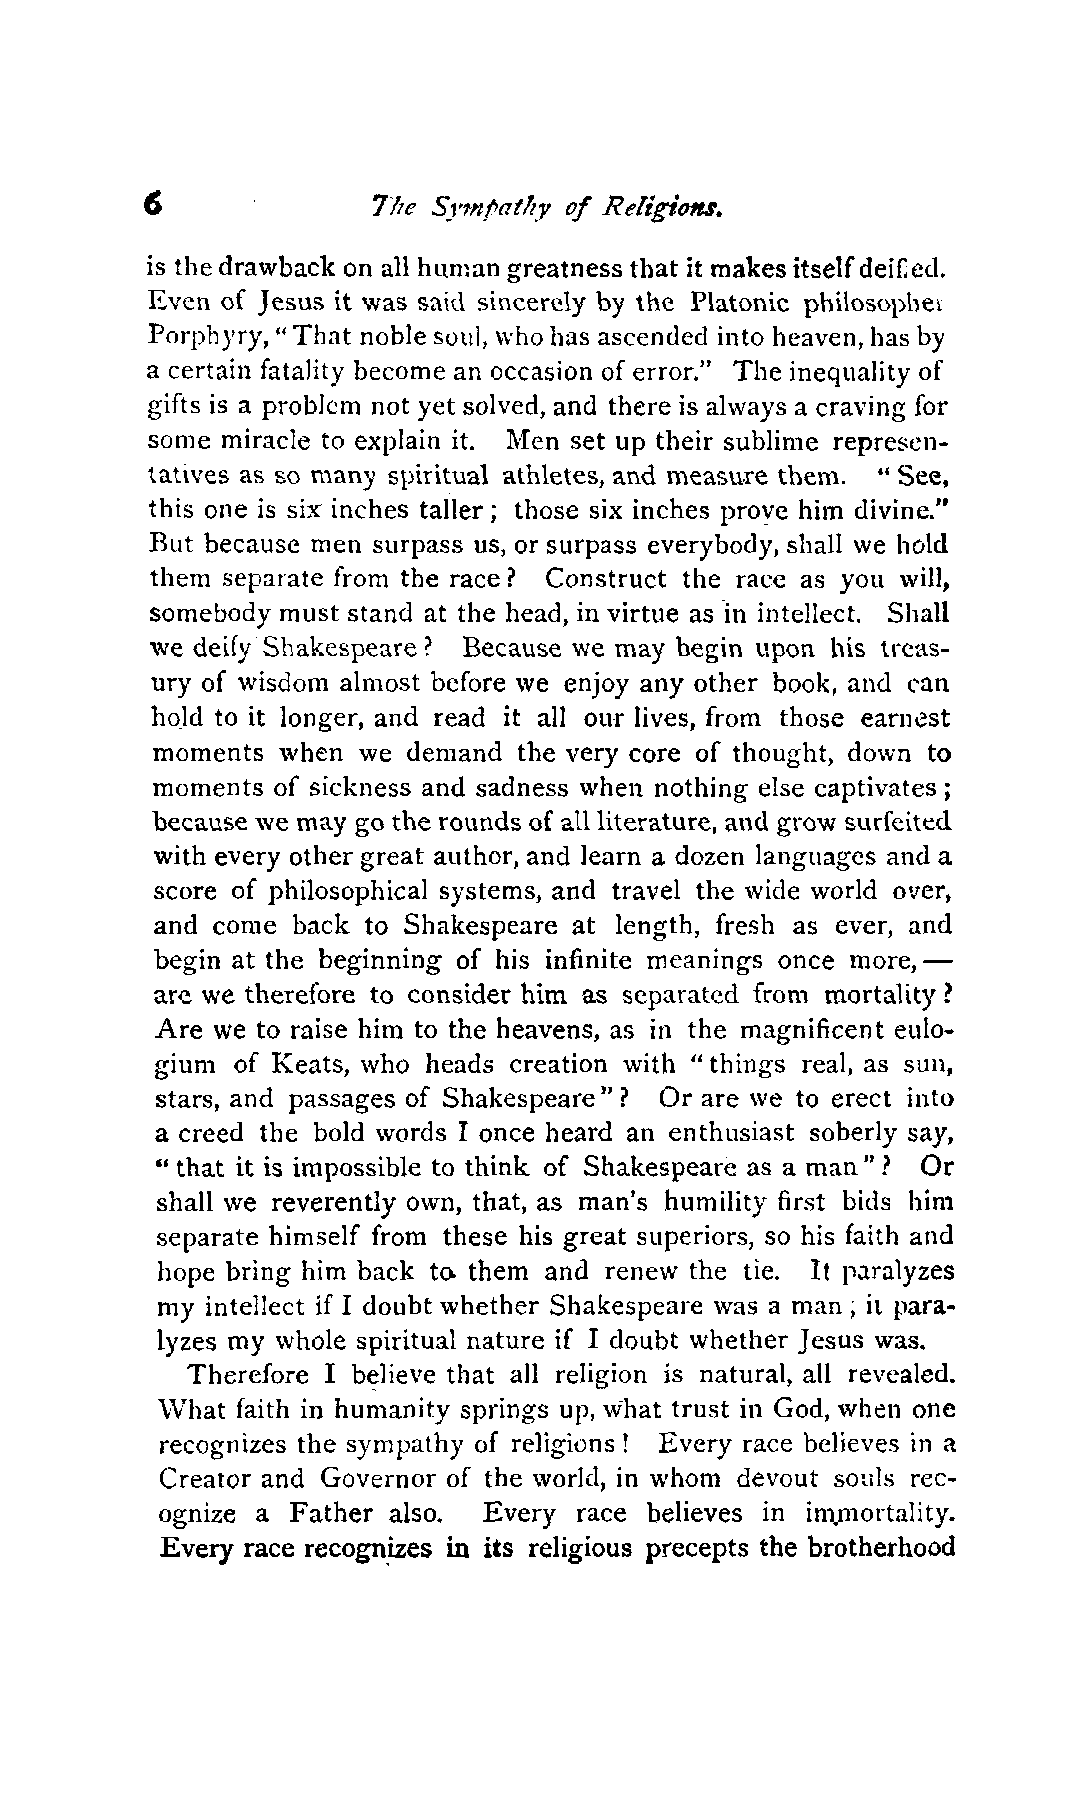 6 The Sympathy of Religions.
is the drawback on all human greatness that it makes itself deified.
Even of Jesus it was said sincerely by the Platonic philosopher
Porphyry, "That noble soul, who has ascended into heaven, has by
a certain fatality become an occasion of error." The inequality of
gifts is a problem not yet solved, and there is always a craving for
some miracle to explain it. Men set up their sublime represen-
tatives as so many spiritual athletes, and measure them. "See,
this one is six inches taller; those six inches prove him divine."
But because men surpass us, or surpass everybody, shall we hold
them separate from the race? Construct the race as you will,
somebody must stand at the head, in virtue as in intellect. Shall
we deify Shakespeare? Because we may begin upon his treas-
ury of wisdom almost before we enjoy any other book, and can
hold to it longer, and read it all our lives, from those earnest
moments when we demand the very core of thought, down to
moments of sickness and sadness when nothing else captivates;
because we may go the rounds of all literature, and grow surfeited
with every other great author, and learn a dozen languages and a
score of philosophical systems, and travel the wide world over,
and come back to Shakespeare at length, fresh as ever, and
begin at the beginning of his infinite meanings once more,—
are we therefore to consider him as separated from mortality?
Are we to raise him to the heavens, as in the magnificent eulo-
gium of Keats, who heads creation with "things real, as sun,
stars, and passages of Shakespeare"? Or are we to erect into
a creed the bold words I once heard an enthusiast soberly say,
"that it is impossible to think of Shakespeare as a man"? Or
shall we reverently own, that, as man's humility first bids him
separate himself from these his great superiors, so his faith and
hope bring him back to them and renew the tie. It paralyzes
my intellect if I doubt whether Shakespeare was a man; it para-
lyzes my whole spiritual nature if I doubt whether Jesus was.
Therefore I believe that all religion is natural, all revealed.
What faith in humanity springs up, what trust in God, when one
recognizes the sympathy of religions! Every race believes in a
Creator and Governor of the world, in whom devout souls rec-
ognize a Father also. Every race believes in immortality.
Every race recognizes in its religious precepts the brotherhood